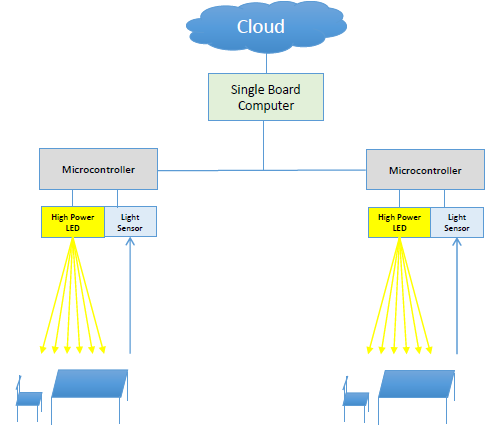 Cloud
Single Board
Computer
Microcontroller
Microcontroller
High Power
LED
Light
Sensor
High Power
LED
Light
Sensor